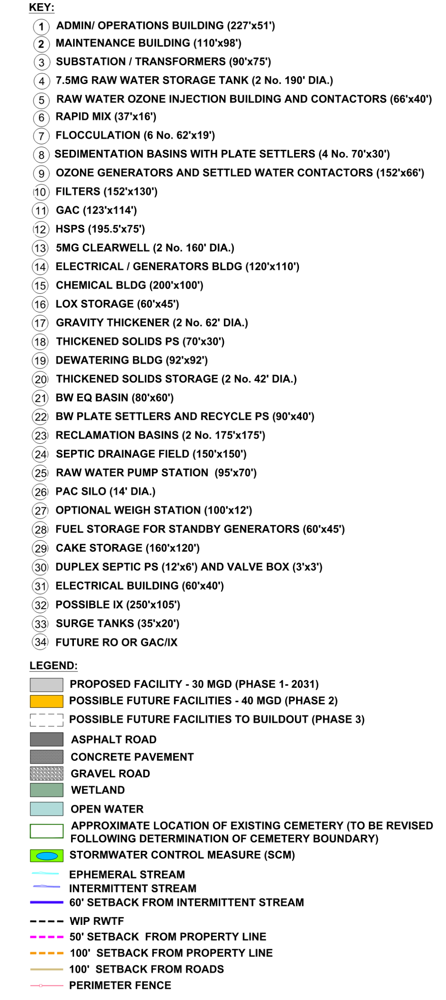 KEY:
1 ADMIN/ OPERATIONS BUILDING (227'x51')
2 MAINTENANCE BUILDING (110'x98')
3 SUBSTATION / TRANSFORMERS (90'x75')
4 7.5MG RAW WATER STORAGE TANK (2 No. 190' DIA.)
5 RAW WATER OZONE INJECTION BUILDING AND CONTACTORS (66'x40')
6 RAPID MIX (37'x16')
7 FLOCCULATION (6 No. 62'x19')
8 SEDIMENTATION BASINS WITH PLATE SETTLERS (4 No. 70'x30')
9 OZONE GENERATORS AND SETTLED WATER CONTACTORS (152'x66')
10 FILTERS (152'x130')
11 GAC (123'x114')
12 HSPS (195.5'x75')
13 5MG CLEARWELL (2 No. 160' DIA.)
14 ELECTRICAL / GENERATORS BLDG (120'x110')
15 CHEMICAL BLDG (200'x100')
16 LOX STORAGE (60'x45')
17 GRAVITY THICKENER (2 No. 62' DIA.)
18 THICKENED SOLIDS PS (70'x30')
19 DEWATERING BLDG (92'x92')
20 THICKENED SOLIDS STORAGE (2 No. 42' DIA.)
21 BW EQ BASIN (80'x60')
22 BW PLATE SETTLERS AND RECYCLE PS (90'x40')
23 RECLAMATION BASINS (2 No. 175'x175')
24 SEPTIC DRAINAGE FIELD (150'x150')
25 RAW WATER PUMP STATION (95'x70')
26 PAC SILO (14' DIA.)
27 OPTIONAL WEIGH STATION (100'x12')
28 FUEL STORAGE FOR STANDBY GENERATORS (60'x45')
29 CAKE STORAGE (160'x120')
30 DUPLEX SEPTIC PS (12'x6') AND VALVE BOX (3'x3')
31 ELECTRICAL BUILDING (60'x40')
32 POSSIBLE IX (250'x105')
33 SURGE TANKS (35'x20')
34 FUTURE RO OR GAC/IX
LEGEND:
PROPOSED FACILITY - 30 MGD (PHASE 1- 2031)
POSSIBLE FUTURE FACILITIES - 40 MGD (PHASE 2)
POSSIBLE FUTURE FACILITIES TO BUILDOUT (PHASE 3)
ASPHALT ROAD
CONCRETE PAVEMENT
GRAVEL ROAD
WETLAND
OPEN WATER
APPROXIMATE LOCATION OF EXISTING CEMETERY (TO BE REVISED
FOLLOWING DETERMINATION OF CEMETERY BOUNDARY)
STORMWATER CONTROL MEASURE (SCM)
EPHEMERAL STREAM
INTERMITTENT STREAM
60' SETBACK FROM INTERMITTENT STREAM
WIP RWTF
50' SETBACK FROM PROPERTY LINE
100' SETBACK FROM PROPERTY LINE
100' SETBACK FROM ROADS
PERIMETER FENCE